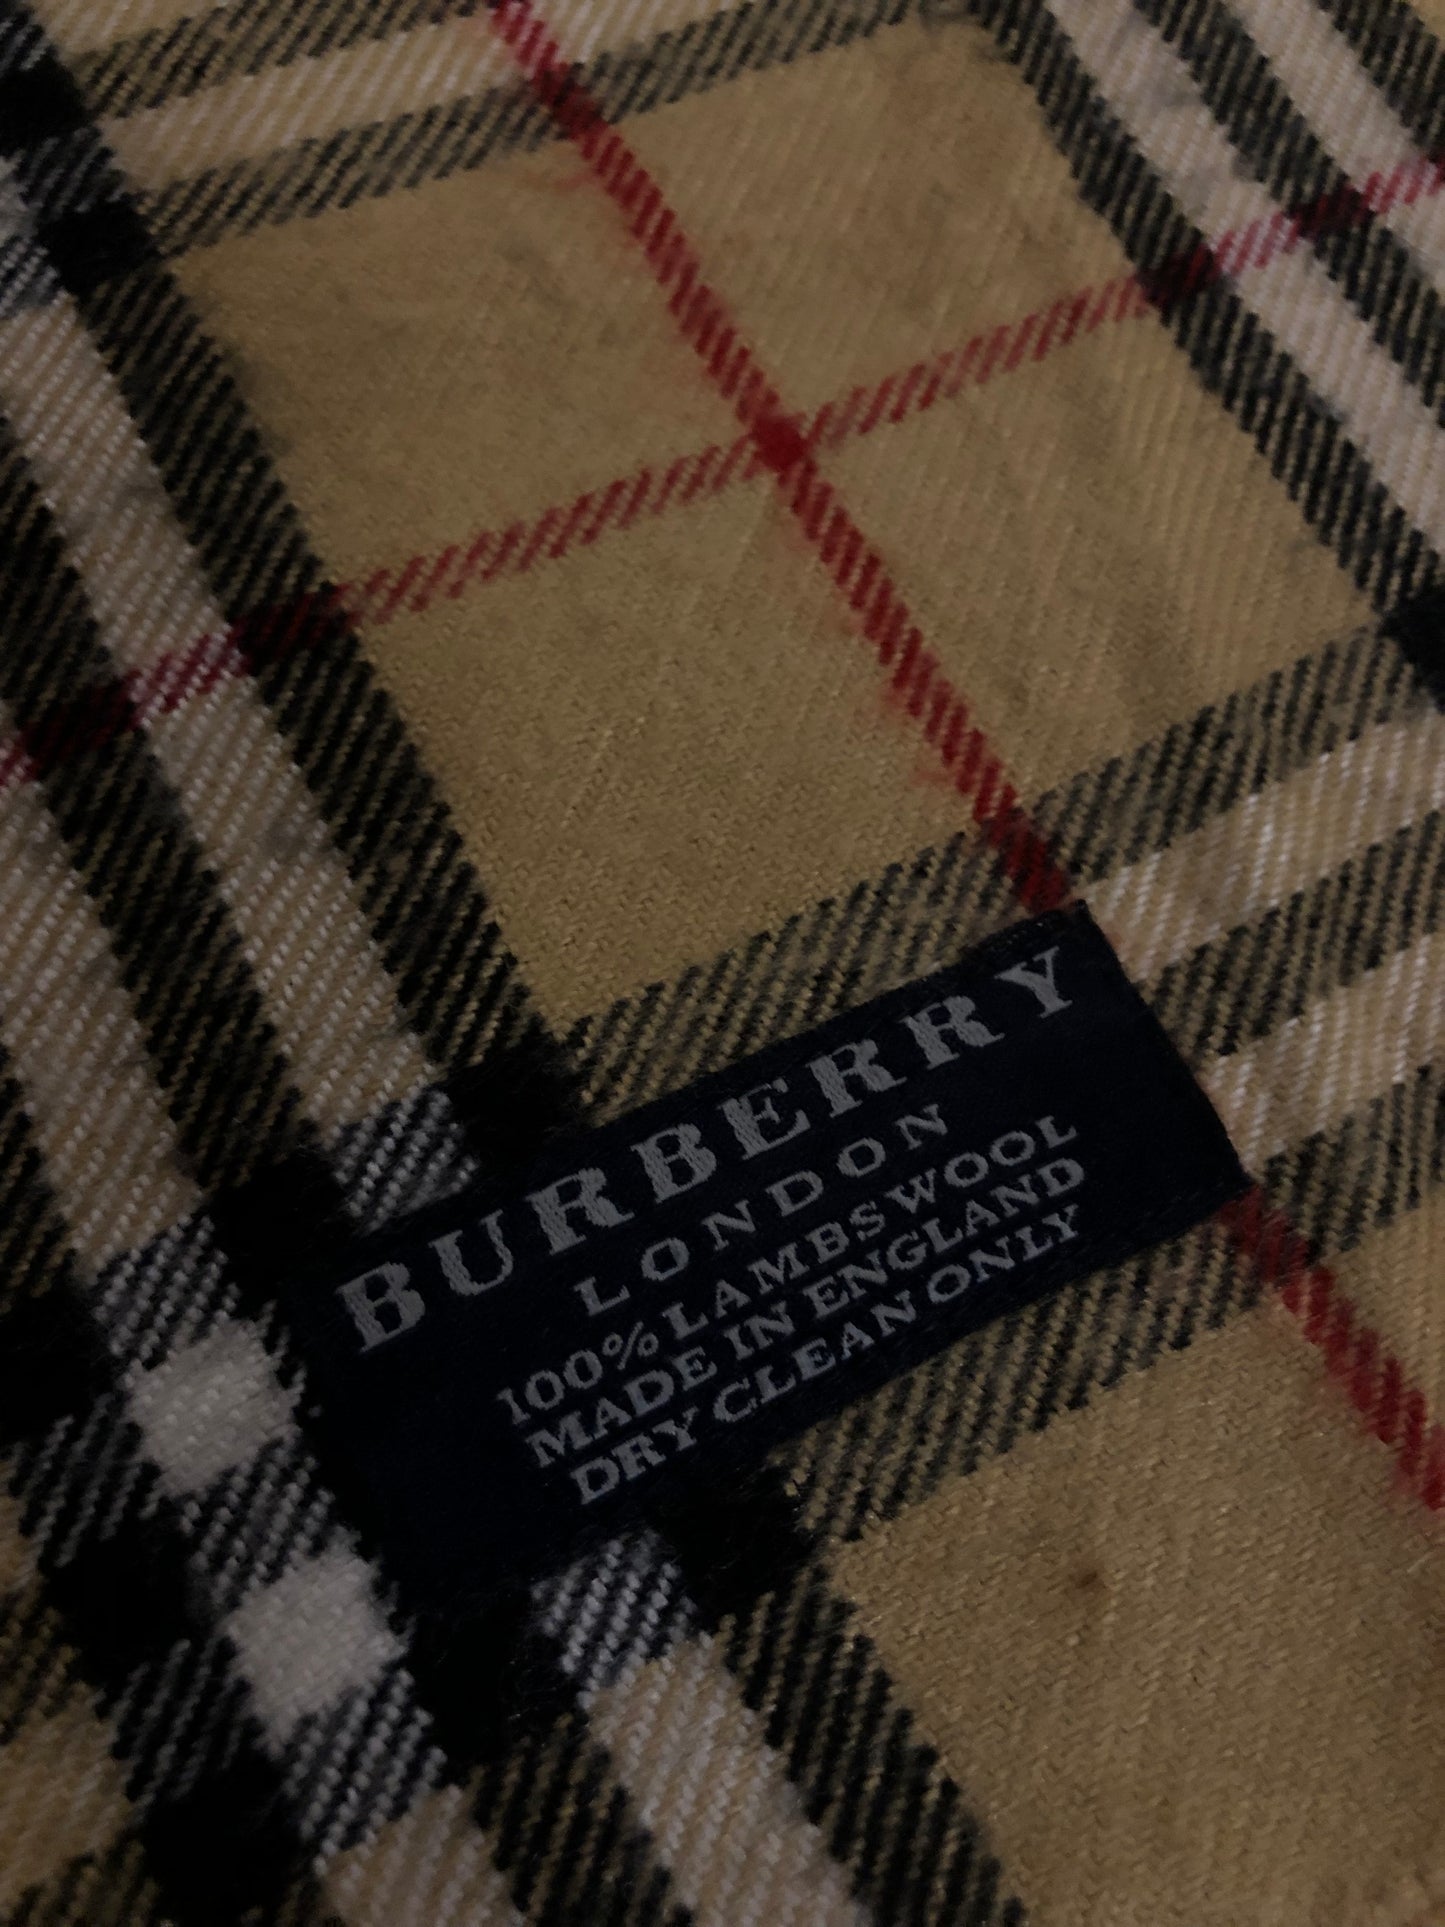 BURBERRY
LONDON
100% LAMBSWOOL
MADE IN ENGLAND
DRY CLEAN ONLY